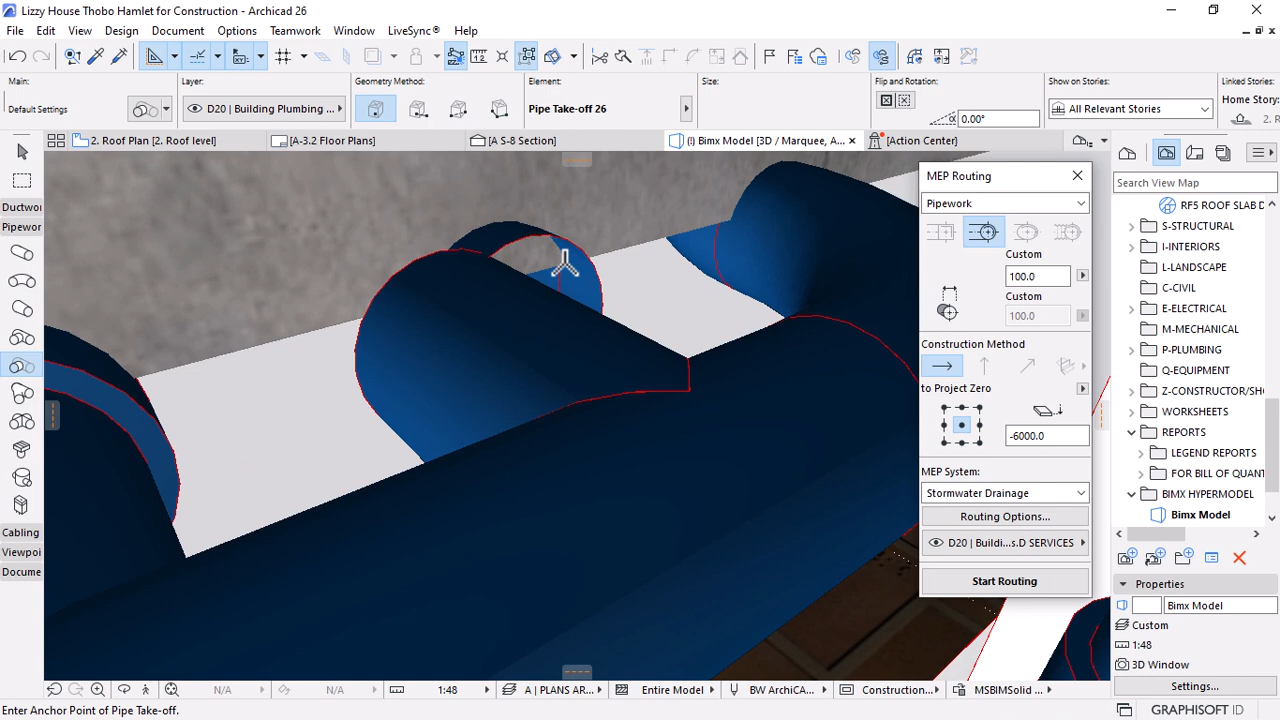 Lizzy House Thobo Hamlet for Construction - Archicad 26
File Edit View Design Document Options Teamwork Window LiveSync® Help
Main: Layer: Geometry Method: Element: Size: Flip and Rotation: Show on Stories: Linked Stories:
Default Settings D20 | Building Plumbing ... Pipe Take-off 26 0.00° All Relevant Stories Home Story:
2. R
2. Roof Plan [2. Roof level] [A-3.2 Floor Plans] [A S-8 Section] (!) Bimx Model [3D / Marquee, A... [Action Center]
Ductwo
Pipewor
Cabling
Viewpoi
Docume
MEP Routing
Pipework
Custom
100.0
Custom
100.0
Construction Method
to Project Zero
-6000.0
MEP System:
Stormwater Drainage
Routing Options...
D20 | Buildi...s.D SERVICES
Start Routing
Search View Map
RF5 ROOF SLAB D
S-STRUCTURAL
I-INTERIORS
L-LANDSCAPE
C-CIVIL
E-ELECTRICAL
M-MECHANICAL
P-PLUMBING
Q-EQUIPMENT
Z-CONSTRUCTOR/SH
WORKSHEETS
REPORTS
LEGEND REPORTS
FOR BILL OF QUANT
BIMX HYPERMODEL
Bimx Model
Properties
Bimx Model
Custom
1:48
3D Window
Settings...
N/A N/A 1:48 A | PLANS AR... Entire Model BW ArchiCA... Construction... MSBIMSolid ...
Enter Anchor Point of Pipe Take-off.
GRAPHISOFT ID